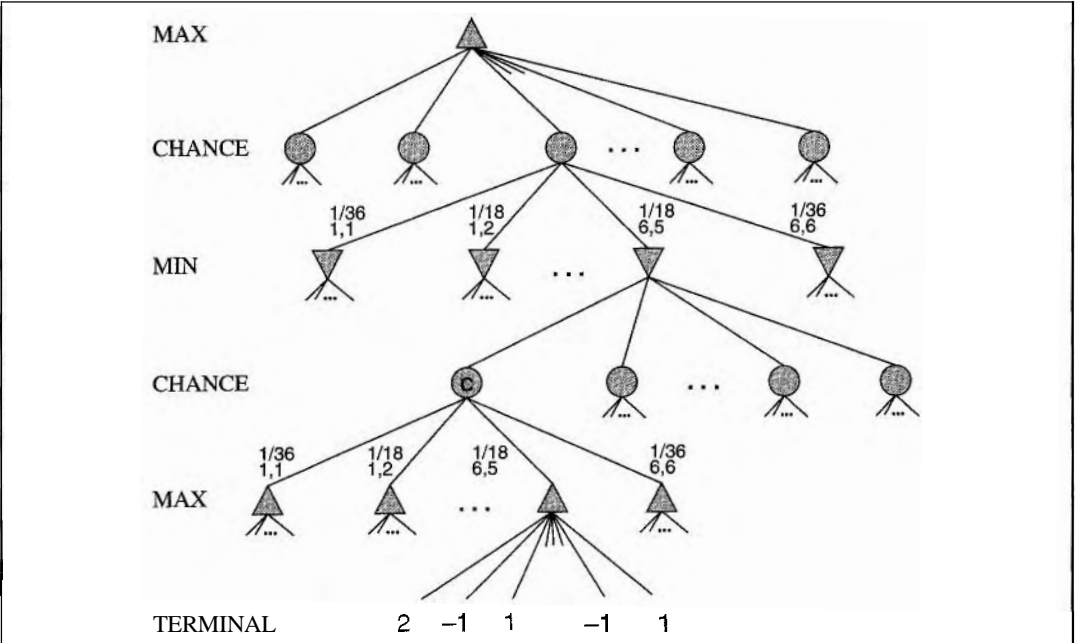 MAX
CHANCE
...
... ... ... ... ...
1/36 1/18 1/18 1/36
1,1 1,2 6,5 6,6
MIN
...
... ... ...
CHANCE C
...
... ... ...
1/36 1/18 1/18 1/36
1,1 1,2 6,5 6,6
MAX
...
... ... ...
TERMINAL 2 –1 1 –1 1